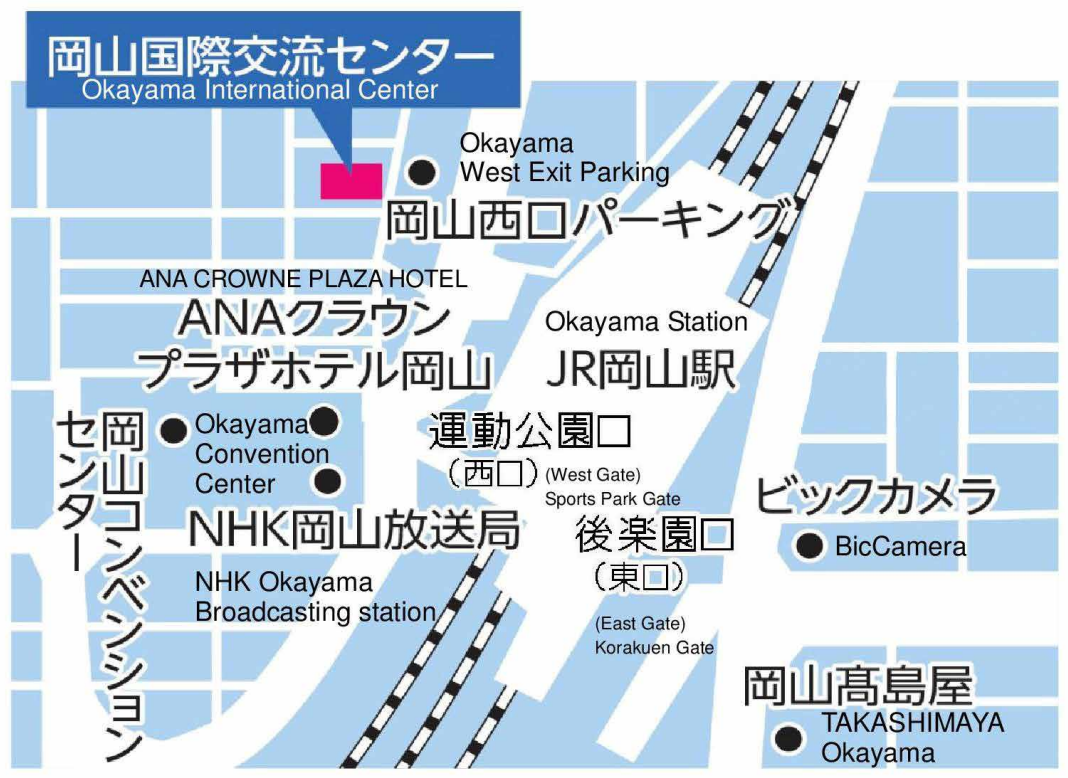 岡山国際交流センター
Okayama International Center
Okayama
West Exit Parking
岡山西口パーキング
ANA CROWNE PLAZA HOTEL
ANAクラウン
プラザホテル岡山
Okayama Station
JR岡山駅
岡山コンベンション
センター
Okayama
Convention
Center
運動公園口
(西口)
(West Gate)
Sports Park Gate
NHK岡山放送局
NHK Okayama
Broadcasting station
後楽園口
(東口)
(East Gate)
Korakuen Gate
ビックカメラ
BicCamera
岡山髙島屋
TAKASHIMAYA
Okayama